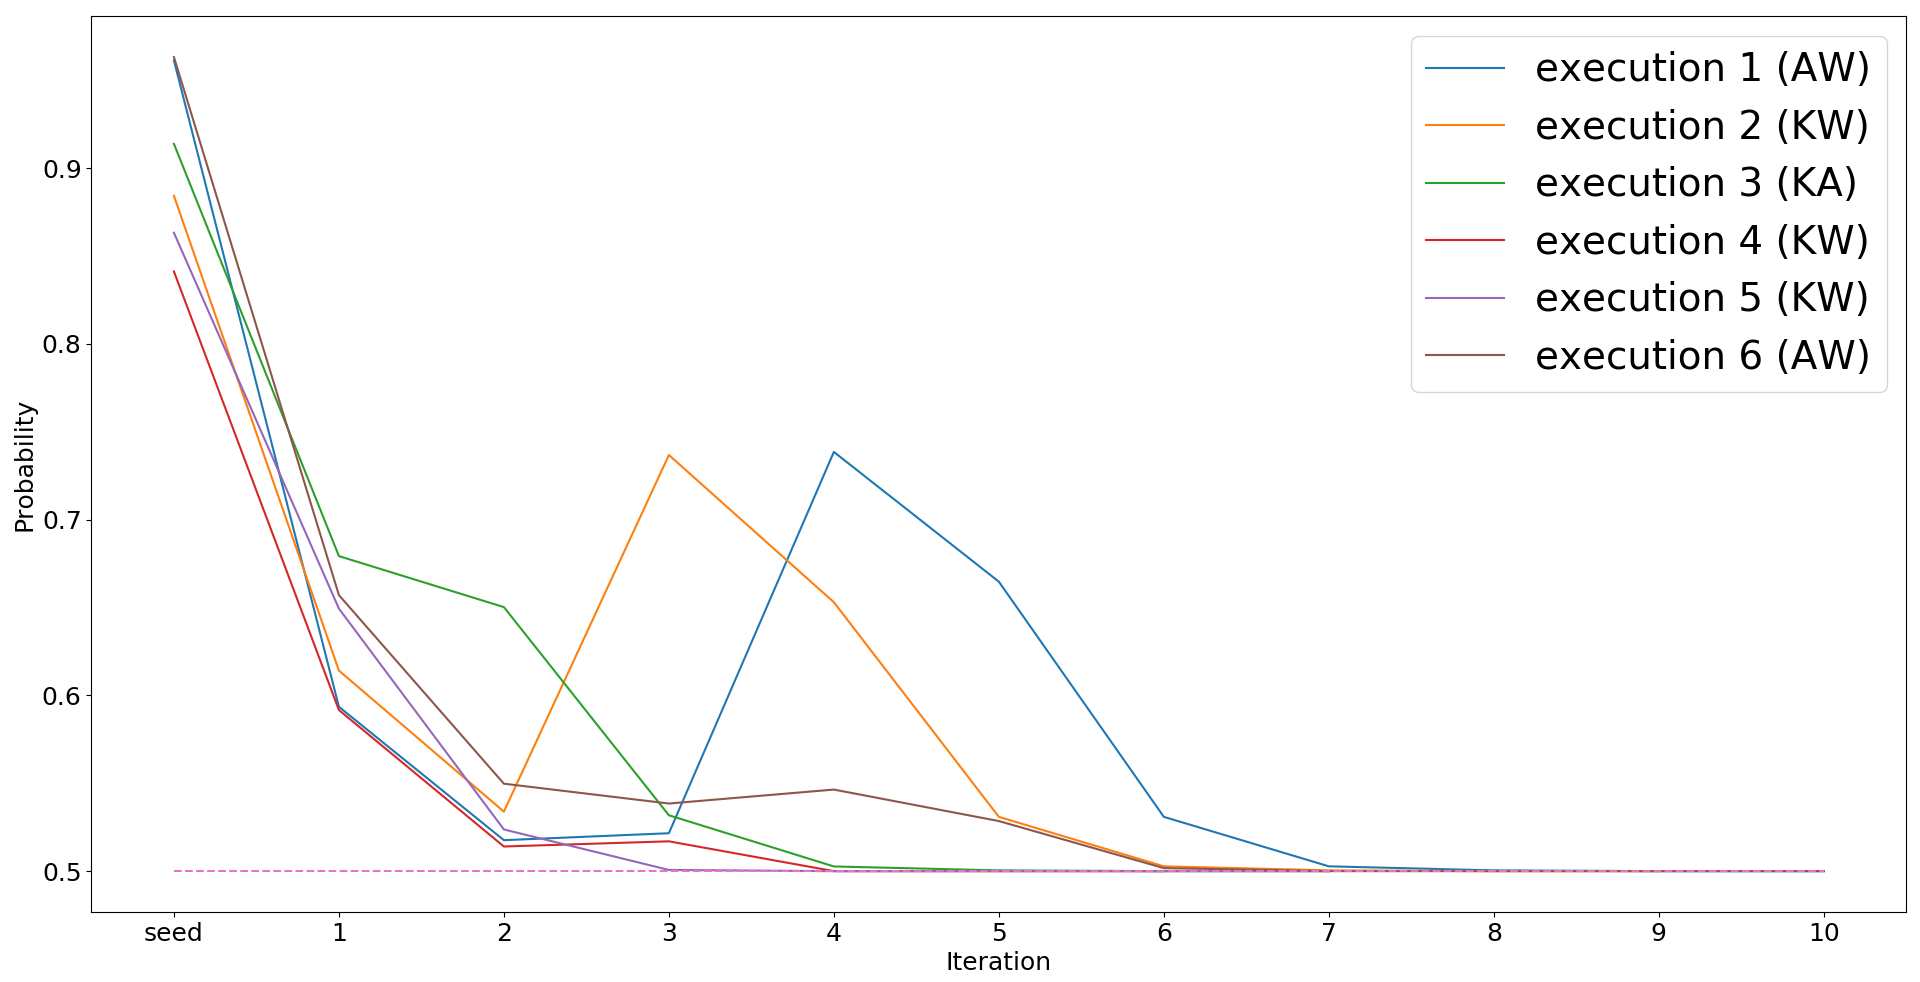 execution 1 (AW)
execution 2 (KW)
execution 3 (KA)
execution 4 (KW)
execution 5 (KW)
execution 6 (AW)
0.9
0.8
0.7
0.6
0.5
Probability
seed 1 2 3 4 5 6 7 8 9 10
Iteration